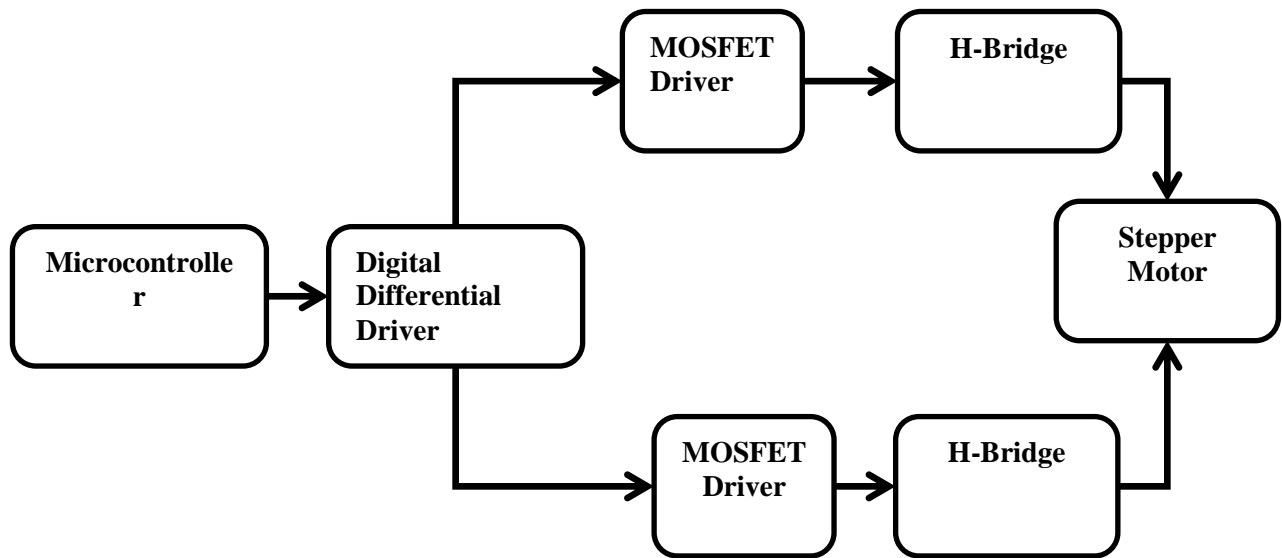 MOSFET
Driver
H-Bridge
Stepper
Motor
Microcontrolle
r
Digital
Differential
Driver
MOSFET
Driver
H-Bridge